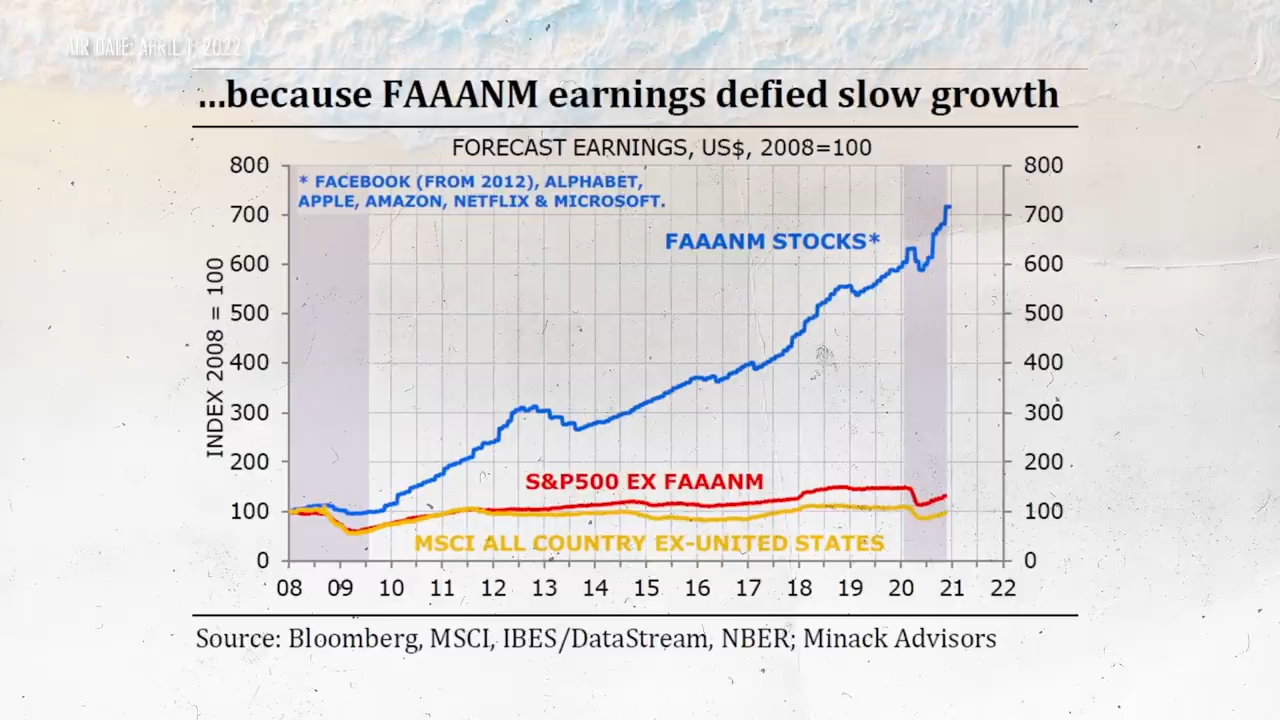 AIR DATE: APRIL 1, 2022
...because FAAANM earnings defied slow growth
FORECAST EARNINGS, US$, 2008=100
* FACEBOOK (FROM 2012), ALPHABET,
APPLE, AMAZON, NETFLIX & MICROSOFT.
FAAANM STOCKS*
S&P500 EX FAAANM
MSCI ALL COUNTRY EX-UNITED STATES
INDEX 2008 = 100
800
700
600
500
400
300
200
100
0
800
700
600
500
400
300
200
100
0
08 09 10 11 12 13 14 15 16 17 18 19 20 21 22
Source: Bloomberg, MSCI, IBES/DataStream, NBER; Minack Advisors